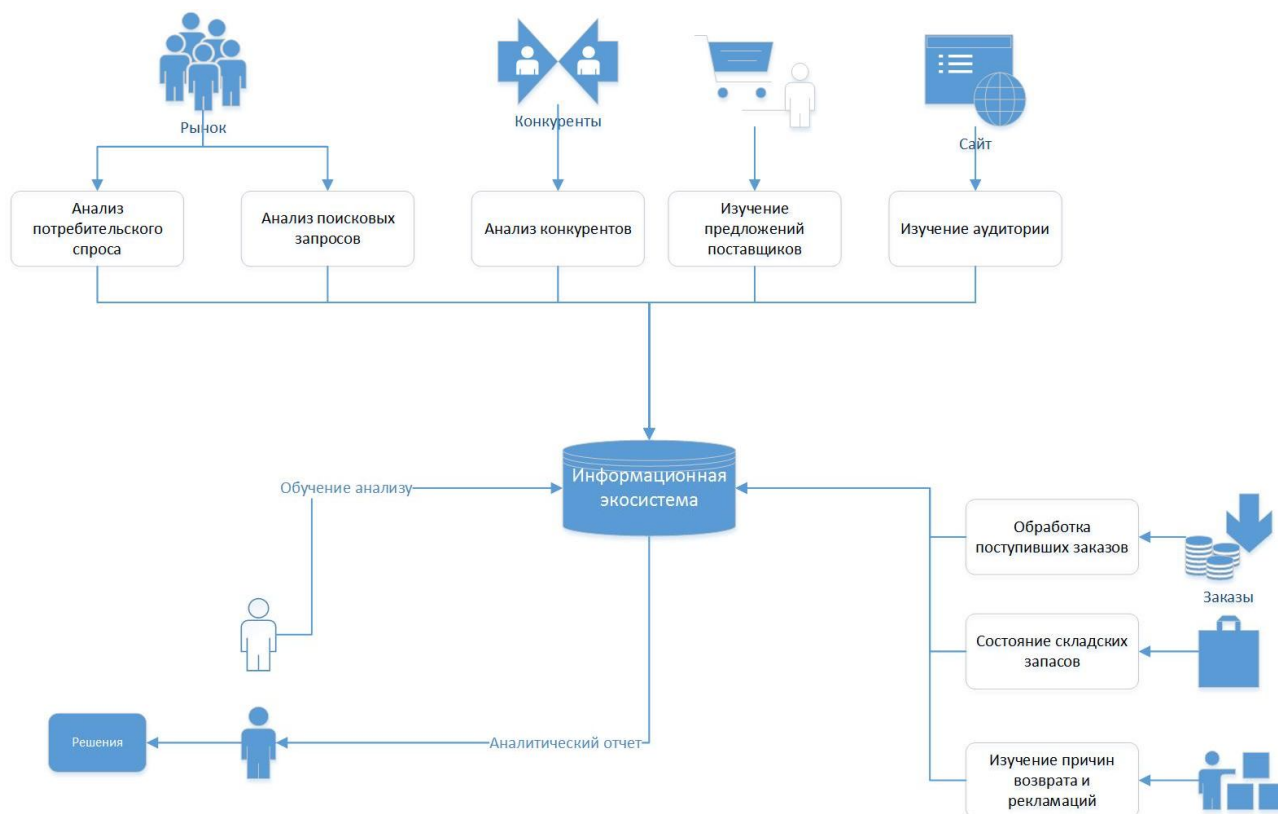 Рынок
Конкуренты
Сайт
Анализ
потребительского
спроса
Анализ поисковых
запросов
Анализ конкурентов
Изучение
предложений
поставщиков
Изучение аудитории
Информационная
экосистема
Обучение анализу
Обработка
поступивших заказов
Заказы
Состояние складских
запасов
Решения
Аналитический отчет
Изучение причин
возврата и
рекламаций